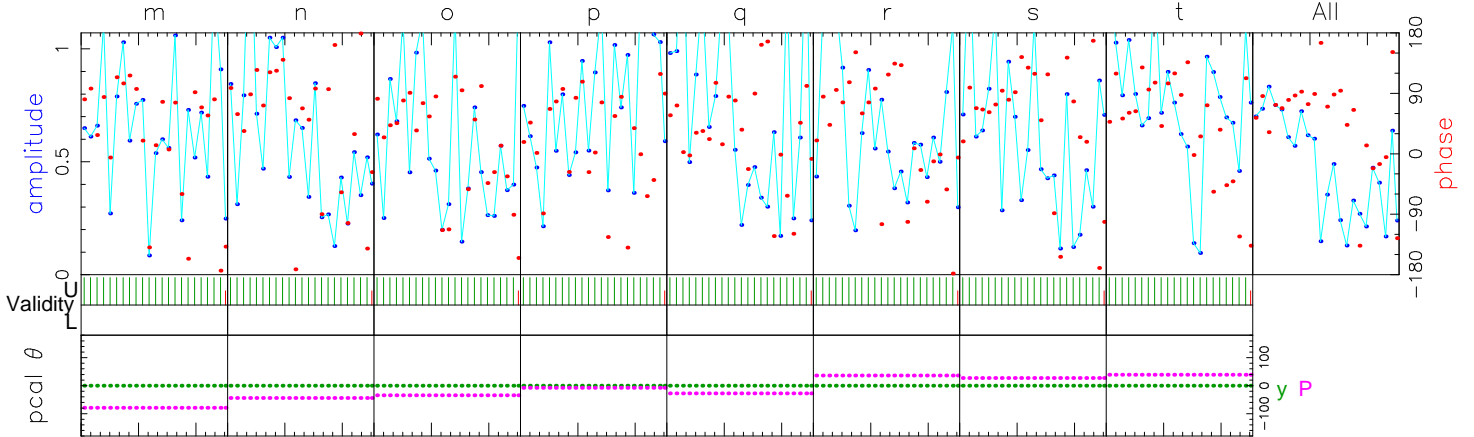 m n o p q r s t All
1 0.5 0
amplitude
180 90 0 −90 −180
phase
U
Validity
L
pcal θ
100 0 −100
y P